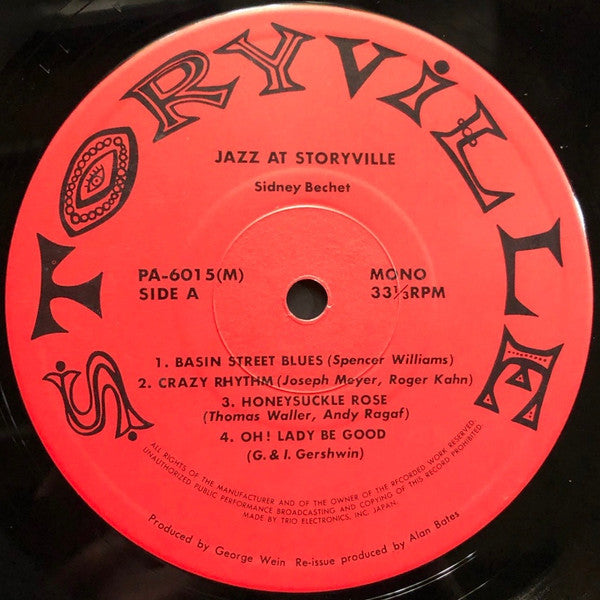 STORYViLLE
JAZZ AT STORYVILLE
Sidney Bechet
PA-6015(M) MONO
SIDE A 33⅓RPM
1. BASIN STREET BLUES (Spencer Williams)
2. CRAZY RHYTHM (Joseph Meyer, Roger Kahn)
3. HONEYSUCKLE ROSE
(Thomas Waller, Andy Ragaf)
4. OH! LADY BE GOOD
(G. & I. Gershwin)
ALL RIGHTS OF THE MANUFACTURER AND OF THE OWNER OF THE RECORDED WORK RESERVED.
UNAUTHORIZED PUBLIC PERFORMANCE BROADCASTING AND COPYING OF THIS RECORD PROHIBITED.
MADE BY TRIO ELECTRONICS, INC. JAPAN.
Produced by George Wein Re-issue produced by Alan Bates